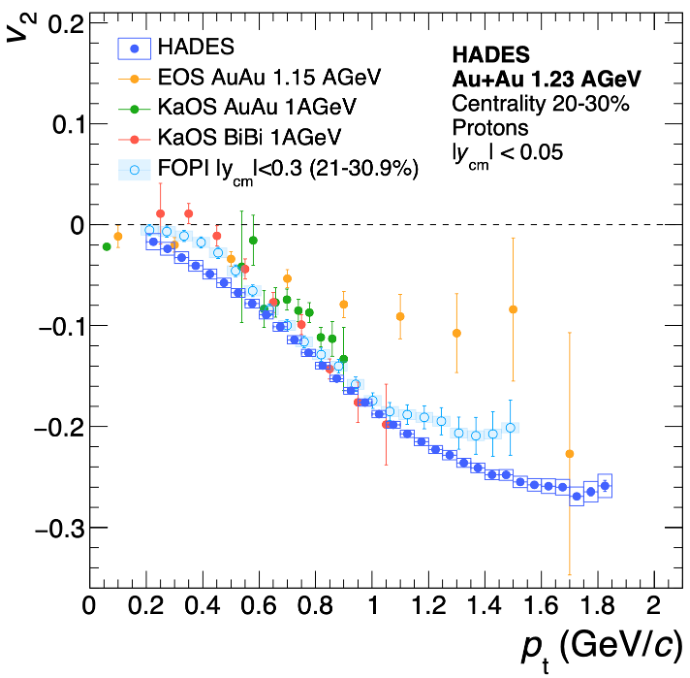 v2
0.2
0.1
0
−0.1
−0.2
−0.3
HADES
EOS AuAu 1.15 AGeV
KaOS AuAu 1AGeV
KaOS BiBi 1AGeV
FOPI |ycm|<0.3 (21-30.9%)
HADES
Au+Au 1.23 AGeV
Centrality 20-30%
Protons
|ycm| < 0.05
0 0.2 0.4 0.6 0.8 1 1.2 1.4 1.6 1.8 2
pt (GeV/c)